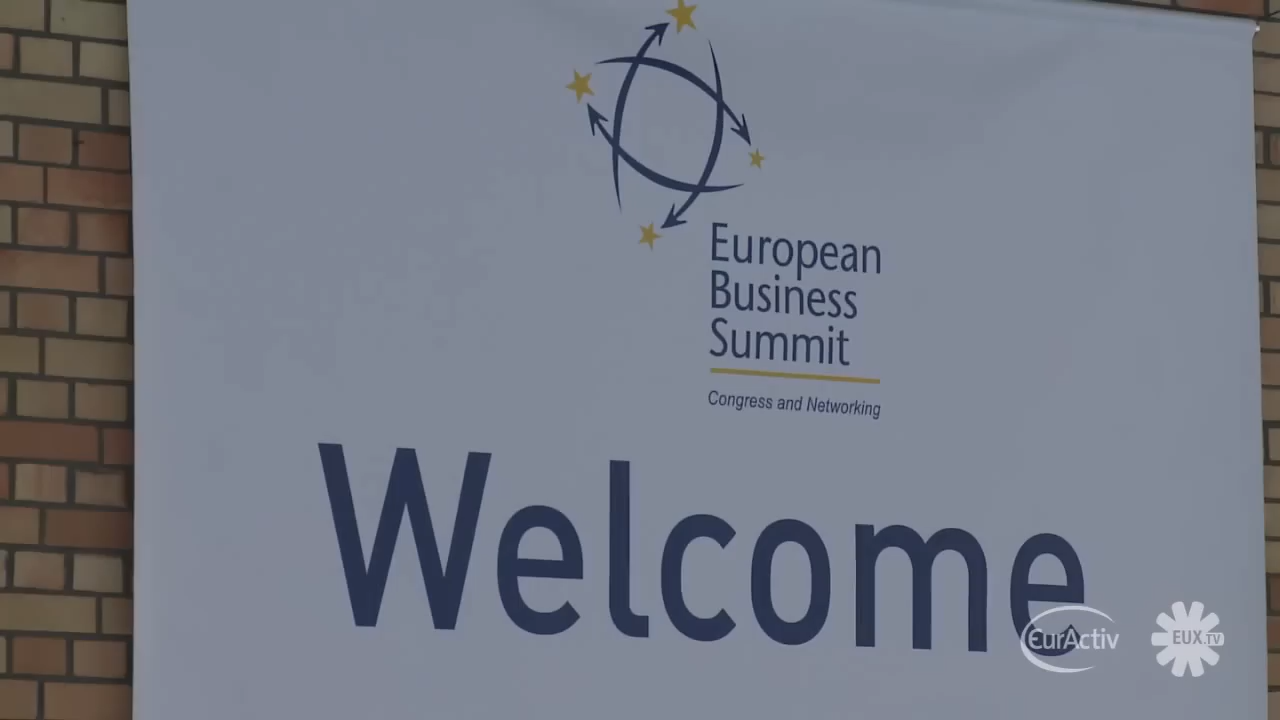 European
Business
Summit
Congress and Networking
Welcome
EurActiv
EUX.TV